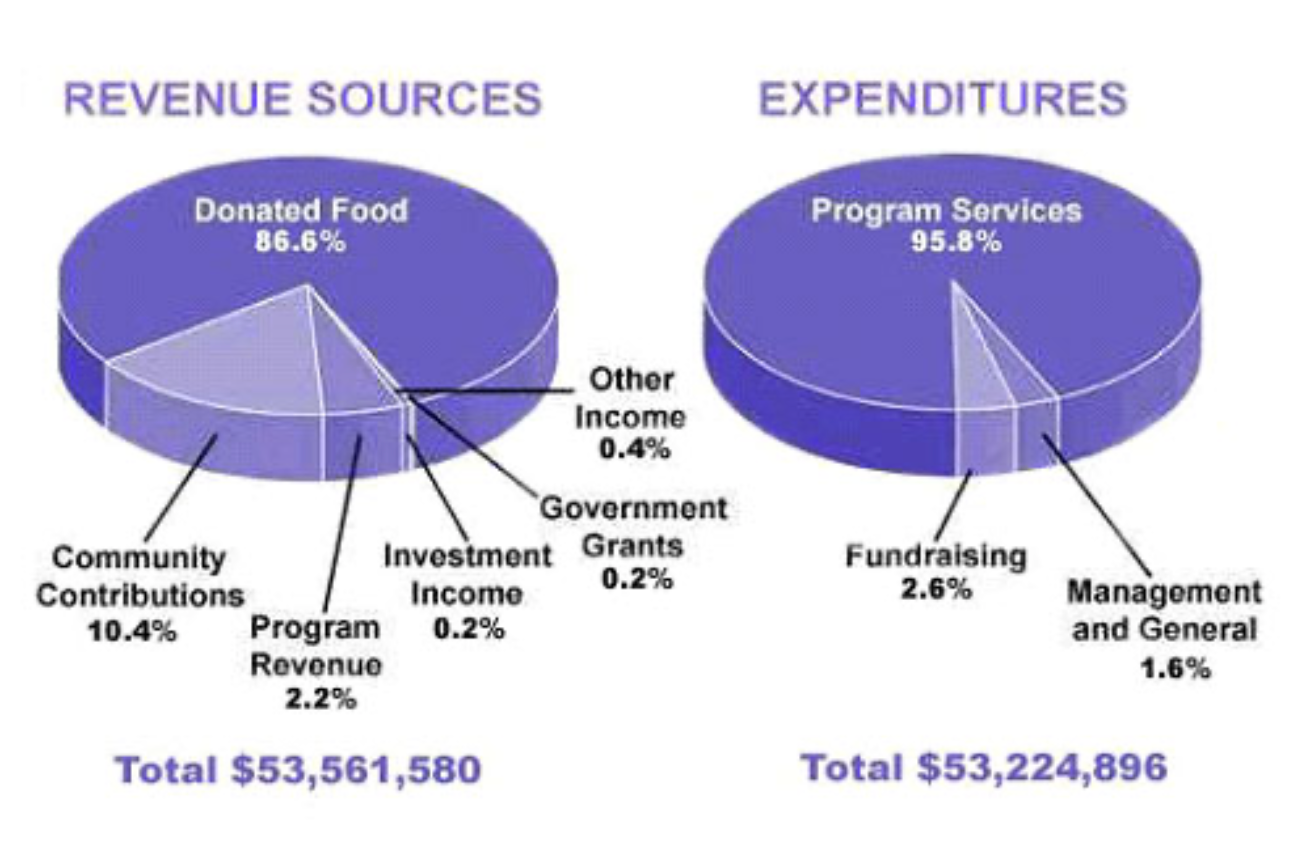 REVENUE SOURCES
Donated Food
86.6%
Other
Income
0.4%
Government
Grants
0.2%
Investment
Income
0.2%
Program
Revenue
2.2%
Community
Contributions
10.4%
Total $53,561,580
EXPENDITURES
Program Services
95.8%
Fundraising
2.6%
Management
and General
1.6%
Total $53,224,896